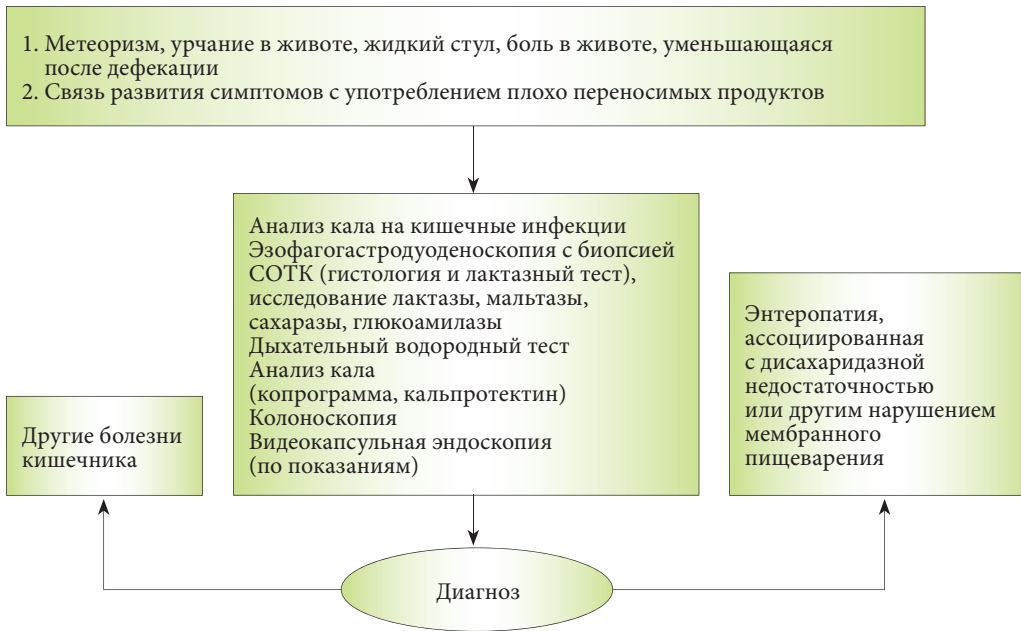 1. Метеоризм, урчание в животе, жидкий стул, боль в животе, уменьшающаяся
после дефекации
2. Связь развития симптомов с употреблением плохо переносимых продуктов
Анализ кала на кишечные инфекции
Эзофагогастродуоденоскопия с биопсией
СОТК (гистология и лактазный тест),
исследование лактазы, мальтазы,
сахаразы, глюкоамилазы
Дыхательный водородный тест
Анализ кала
(копрограмма, кальпротектин)
Колоноскопия
Видеокапсульная эндоскопия
(по показаниям)
Другие болезни
кишечника
Энтеропатия,
ассоциированная
с дисахаридазной
недостаточностью
или другим нарушением
мембранного
пищеварения
Диагноз